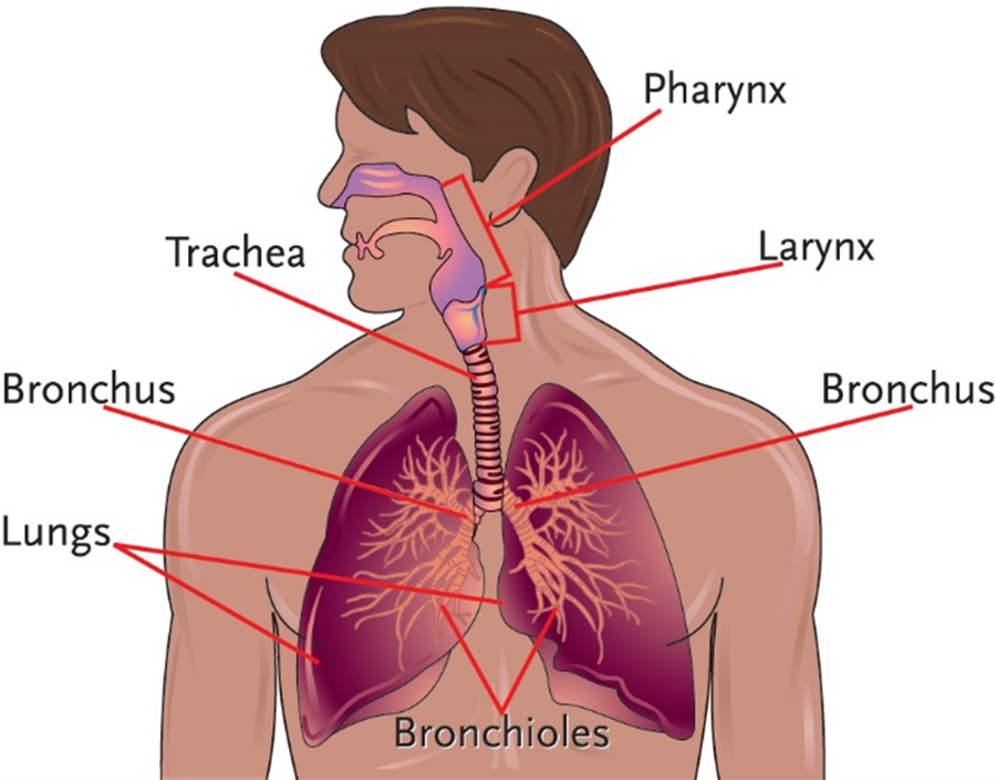 Pharynx
Trachea
Larynx
Bronchus
Bronchus
Lungs
Bronchioles